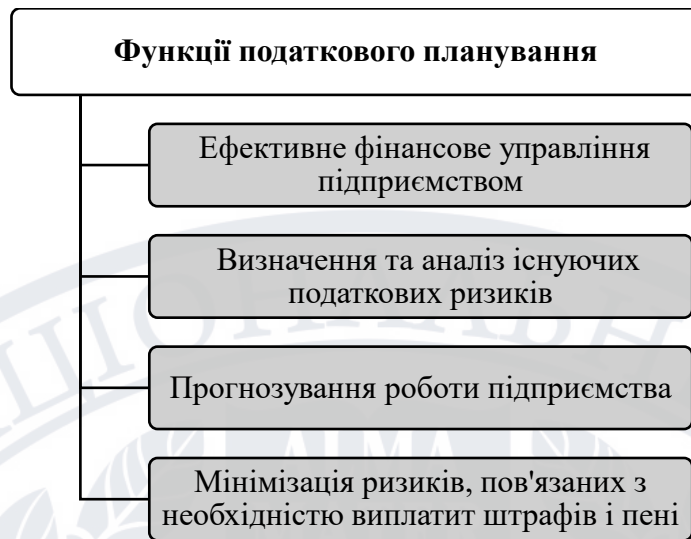 Функції податкового планування
Ефективне фінансове управління
підприємством
Визначення та аналіз існуючих
податкових ризиків
Прогнозування роботи підприємства
Мінімізація ризиків, пов'язаних з
необхідністю виплатит штрафів і пені